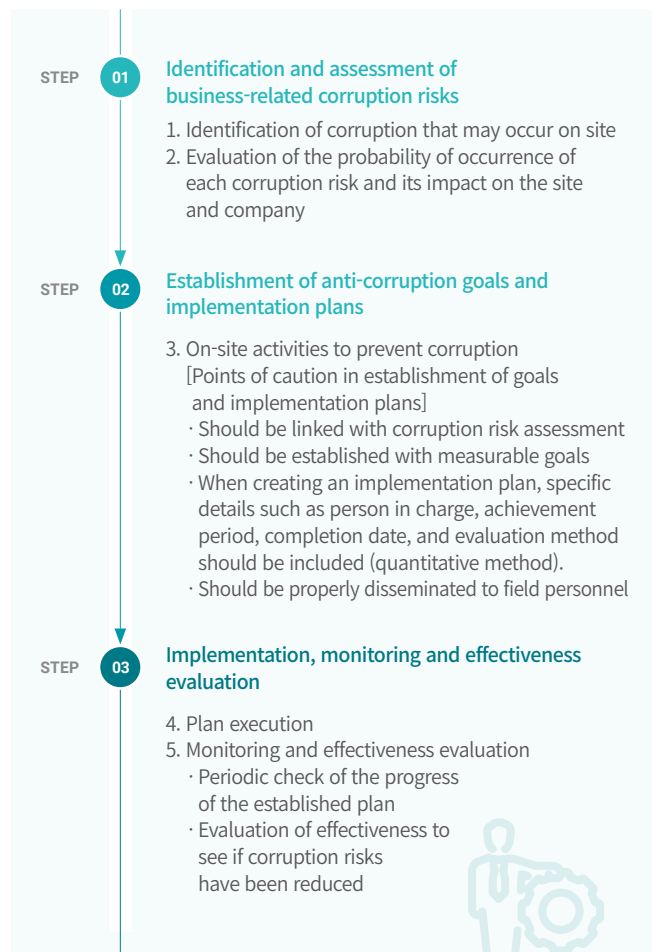 STEP 01 Identification and assessment of
business-related corruption risks
1. Identification of corruption that may occur on site
2. Evaluation of the probability of occurrence of
each corruption risk and its impact on the site
and company
STEP 02 Establishment of anti-corruption goals and
implementation plans
3. On-site activities to prevent corruption
[Points of caution in establishment of goals
and implementation plans]
· Should be linked with corruption risk assessment
· Should be established with measurable goals
· When creating an implementation plan, specific
details such as person in charge, achievement
period, completion date, and evaluation method
should be included (quantitative method).
· Should be properly disseminated to field personnel
STEP 03 Implementation, monitoring and effectiveness
evaluation
4. Plan execution
5. Monitoring and effectiveness evaluation
· Periodic check of the progress
of the established plan
· Evaluation of effectiveness to
see if corruption risks
have been reduced